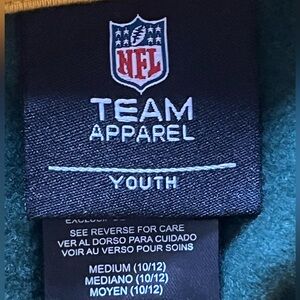 NFL
TEAM
APPAREL
YOUTH
SEE REVERSE FOR CARE
VER AL DORSO PARA CUIDADO
VOIR AU VERSO POUR SOIN
MEDIUM (10/12)
MEDIANO (10/12)
MOYEN (10/12)